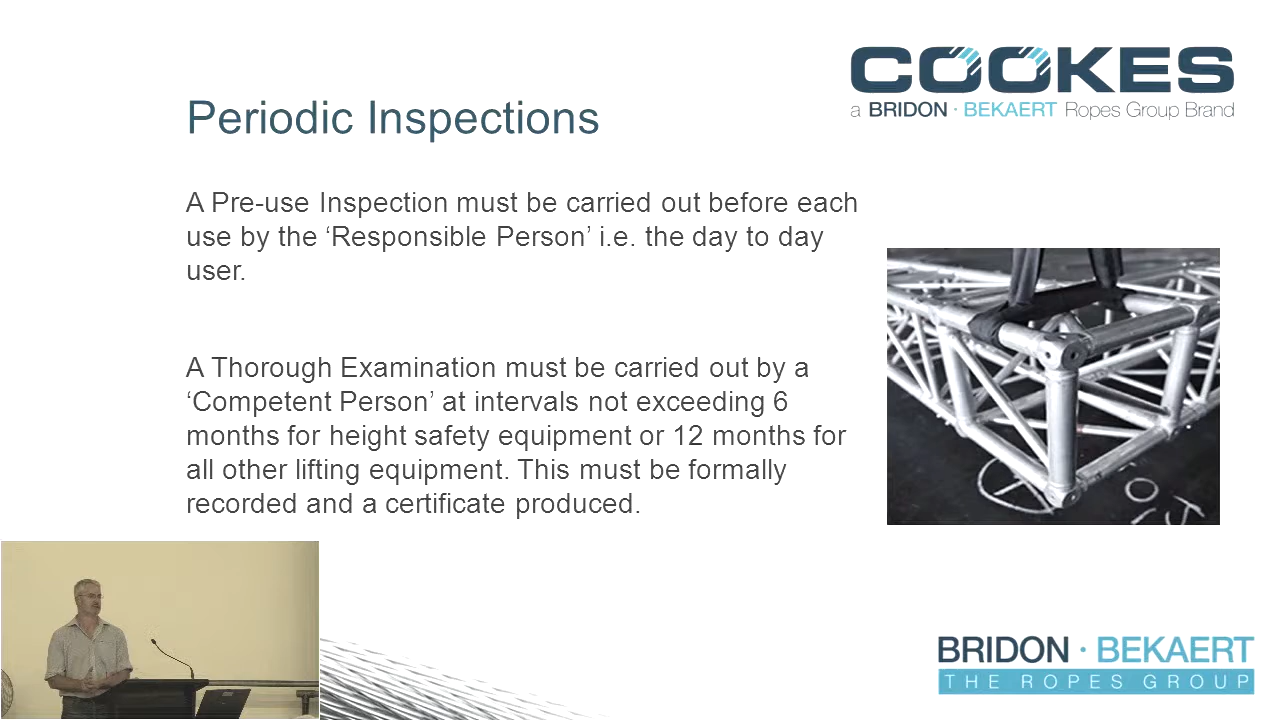 COOKES
a BRIDON · BEKAERT Ropes Group Brand
Periodic Inspections
A Pre-use Inspection must be carried out before each
use by the ‘Responsible Person’ i.e. the day to day
user.
A Thorough Examination must be carried out by a
‘Competent Person’ at intervals not exceeding 6
months for height safety equipment or 12 months for
all other lifting equipment. This must be formally
recorded and a certificate produced.
BRIDON · BEKAERT
THE ROPES GROUP